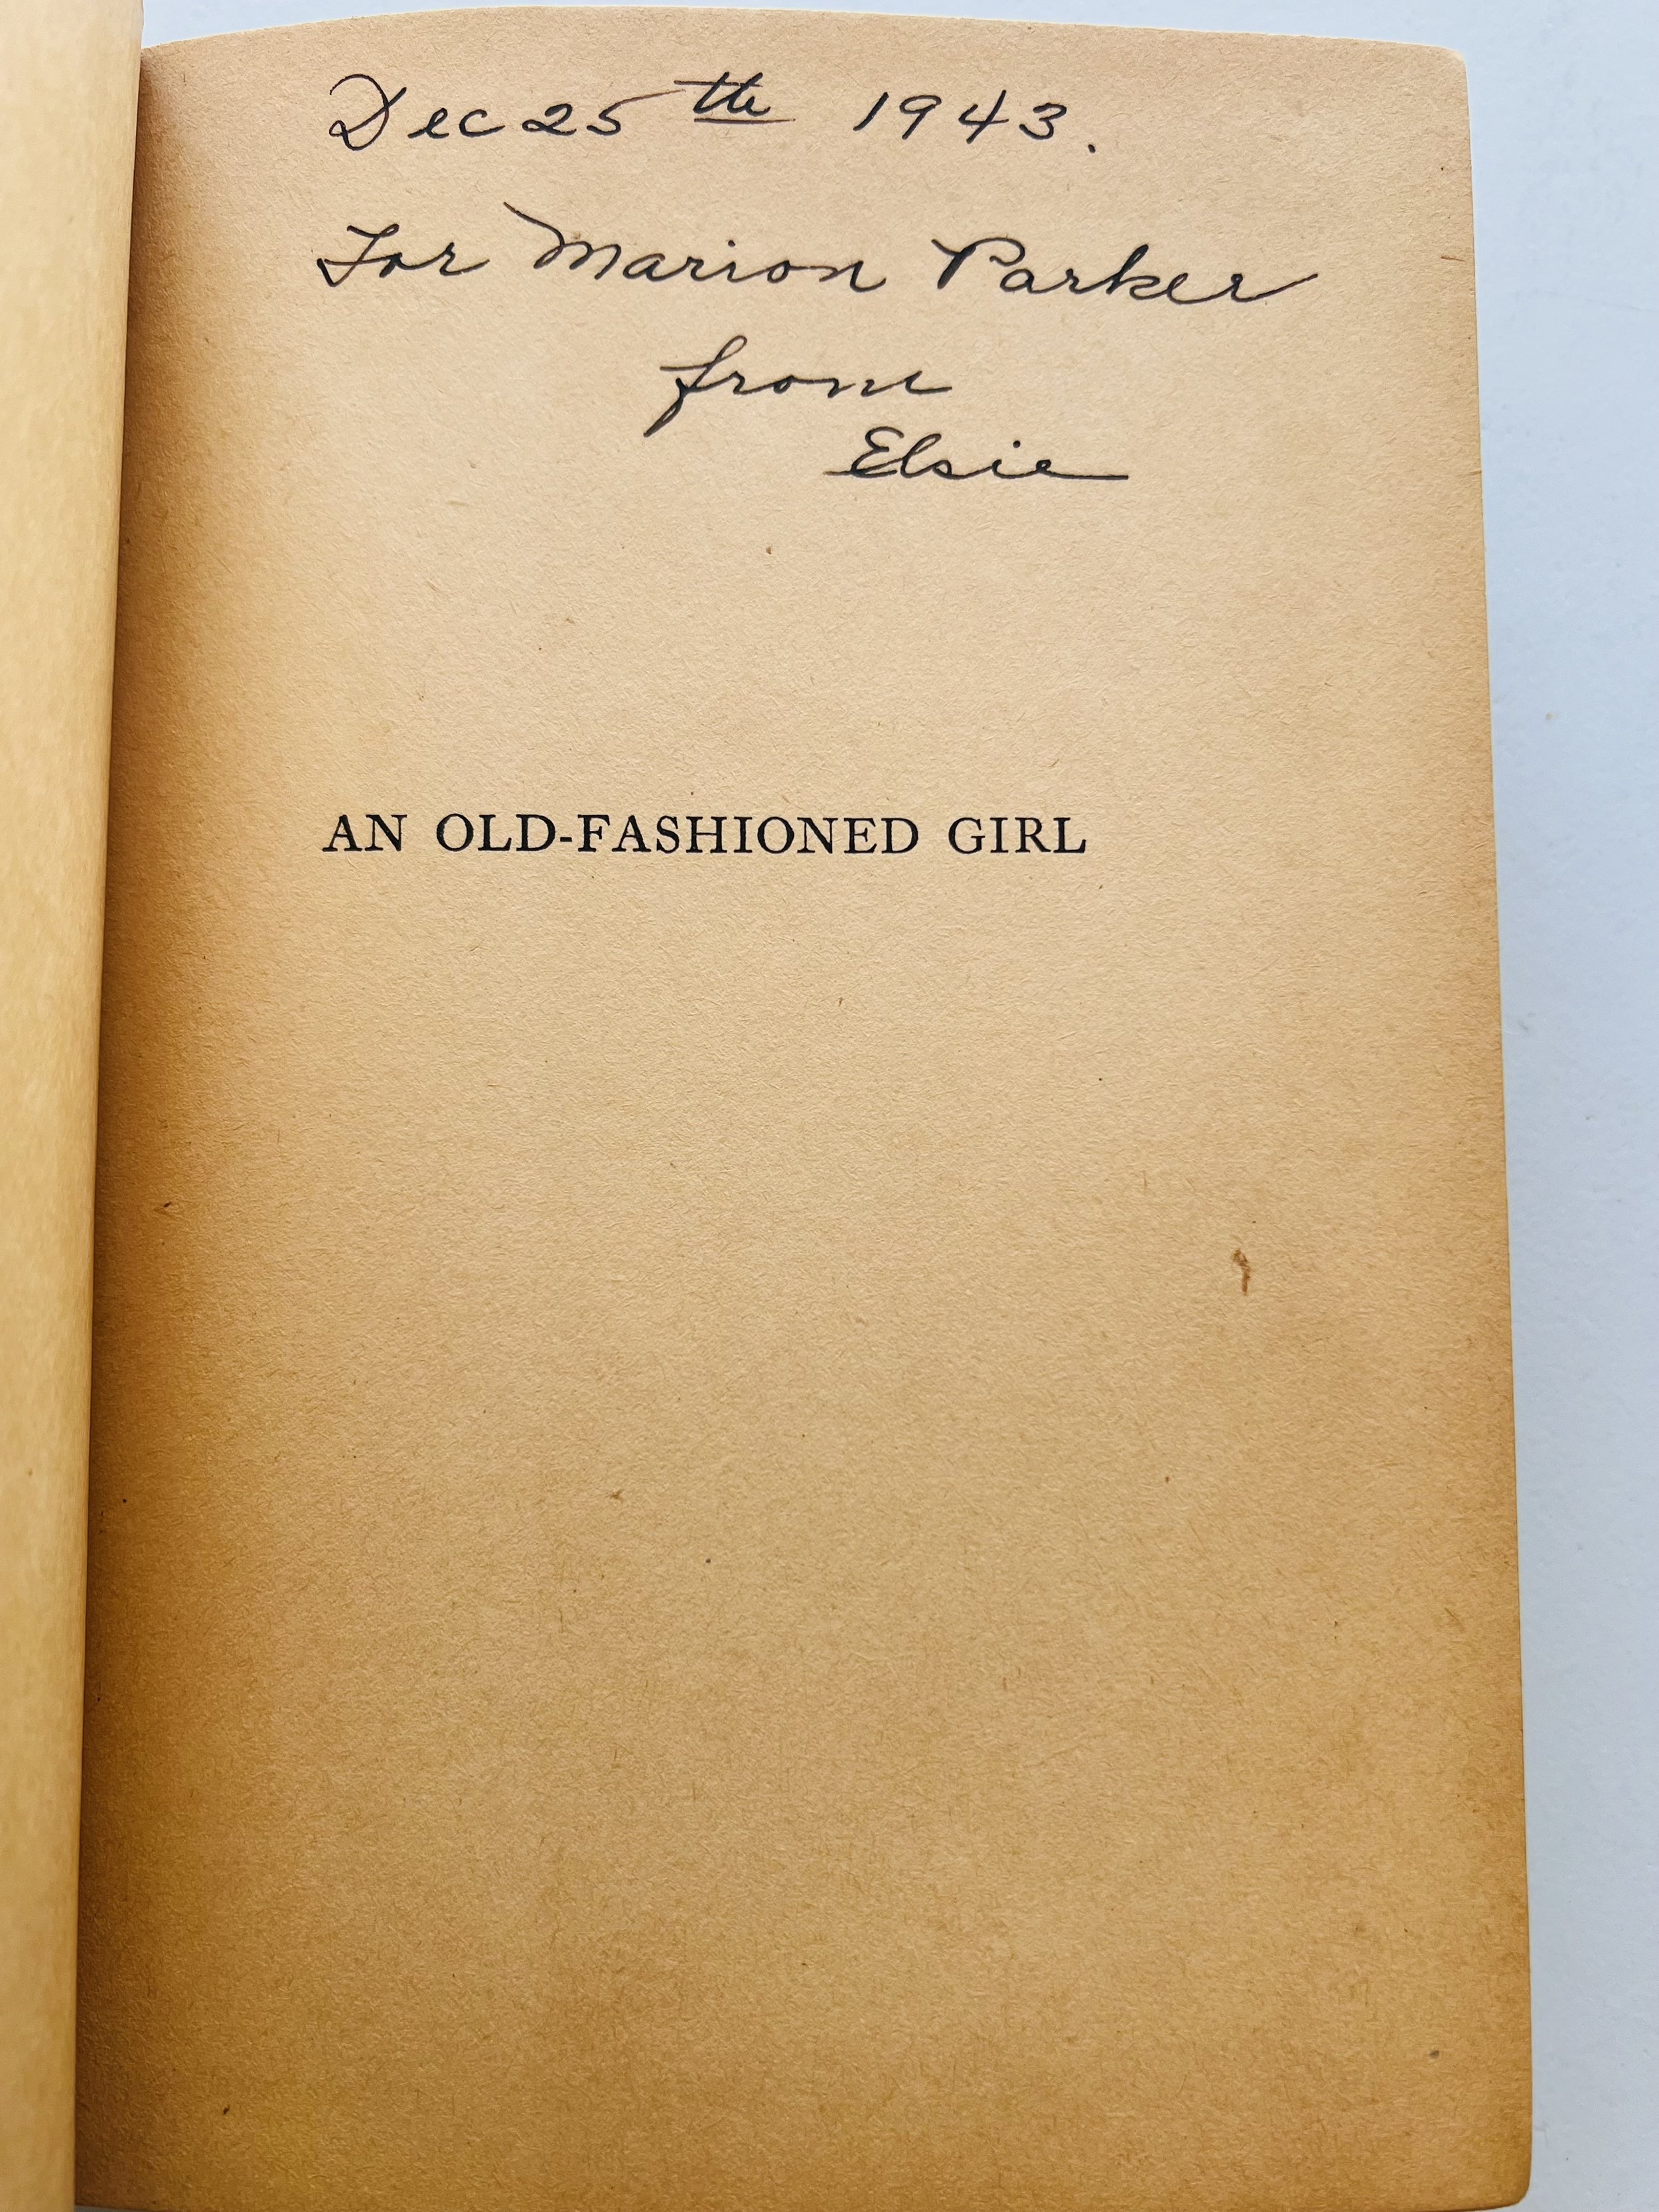 Dec 25th 1943.
For Marion Parker
from
Elsie
AN OLD-FASHIONED GIRL